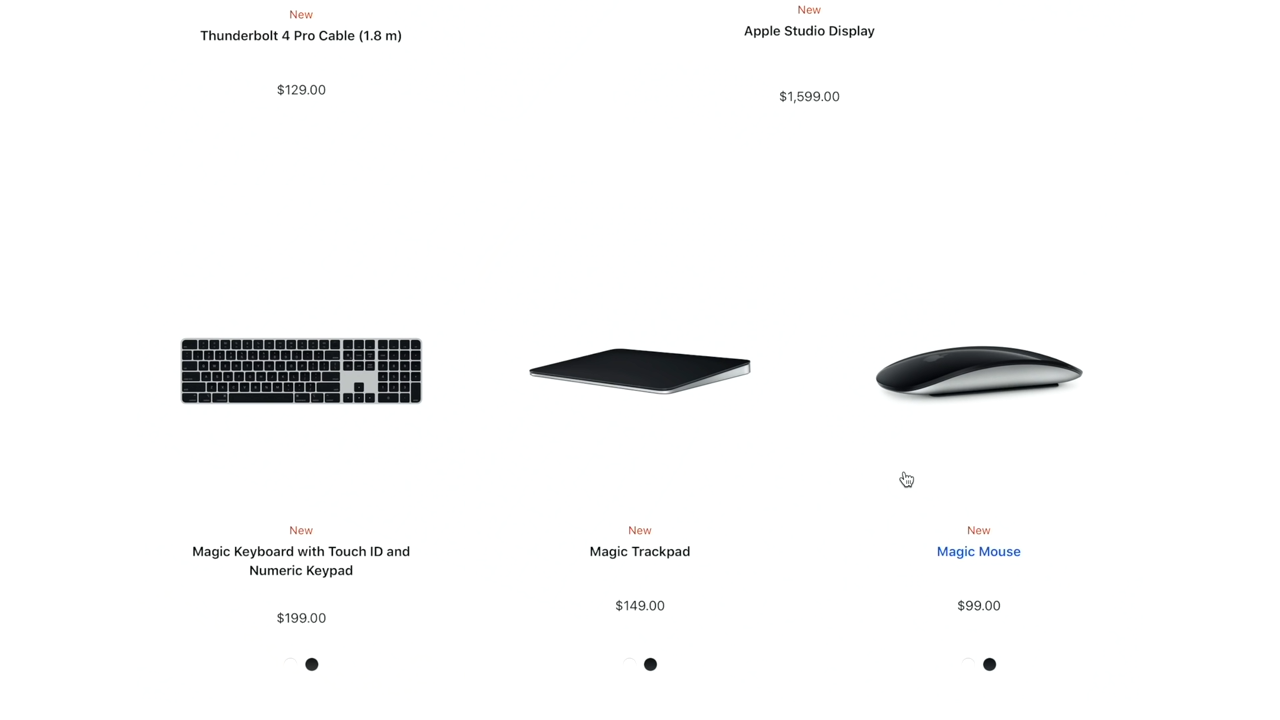 New
Thunderbolt 4 Pro Cable (1.8 m)
$129.00
New
Apple Studio Display
$1,599.00
New
Magic Keyboard with Touch ID and
Numeric Keypad
$199.00
New
Magic Trackpad
$149.00
New
Magic Mouse
$99.00